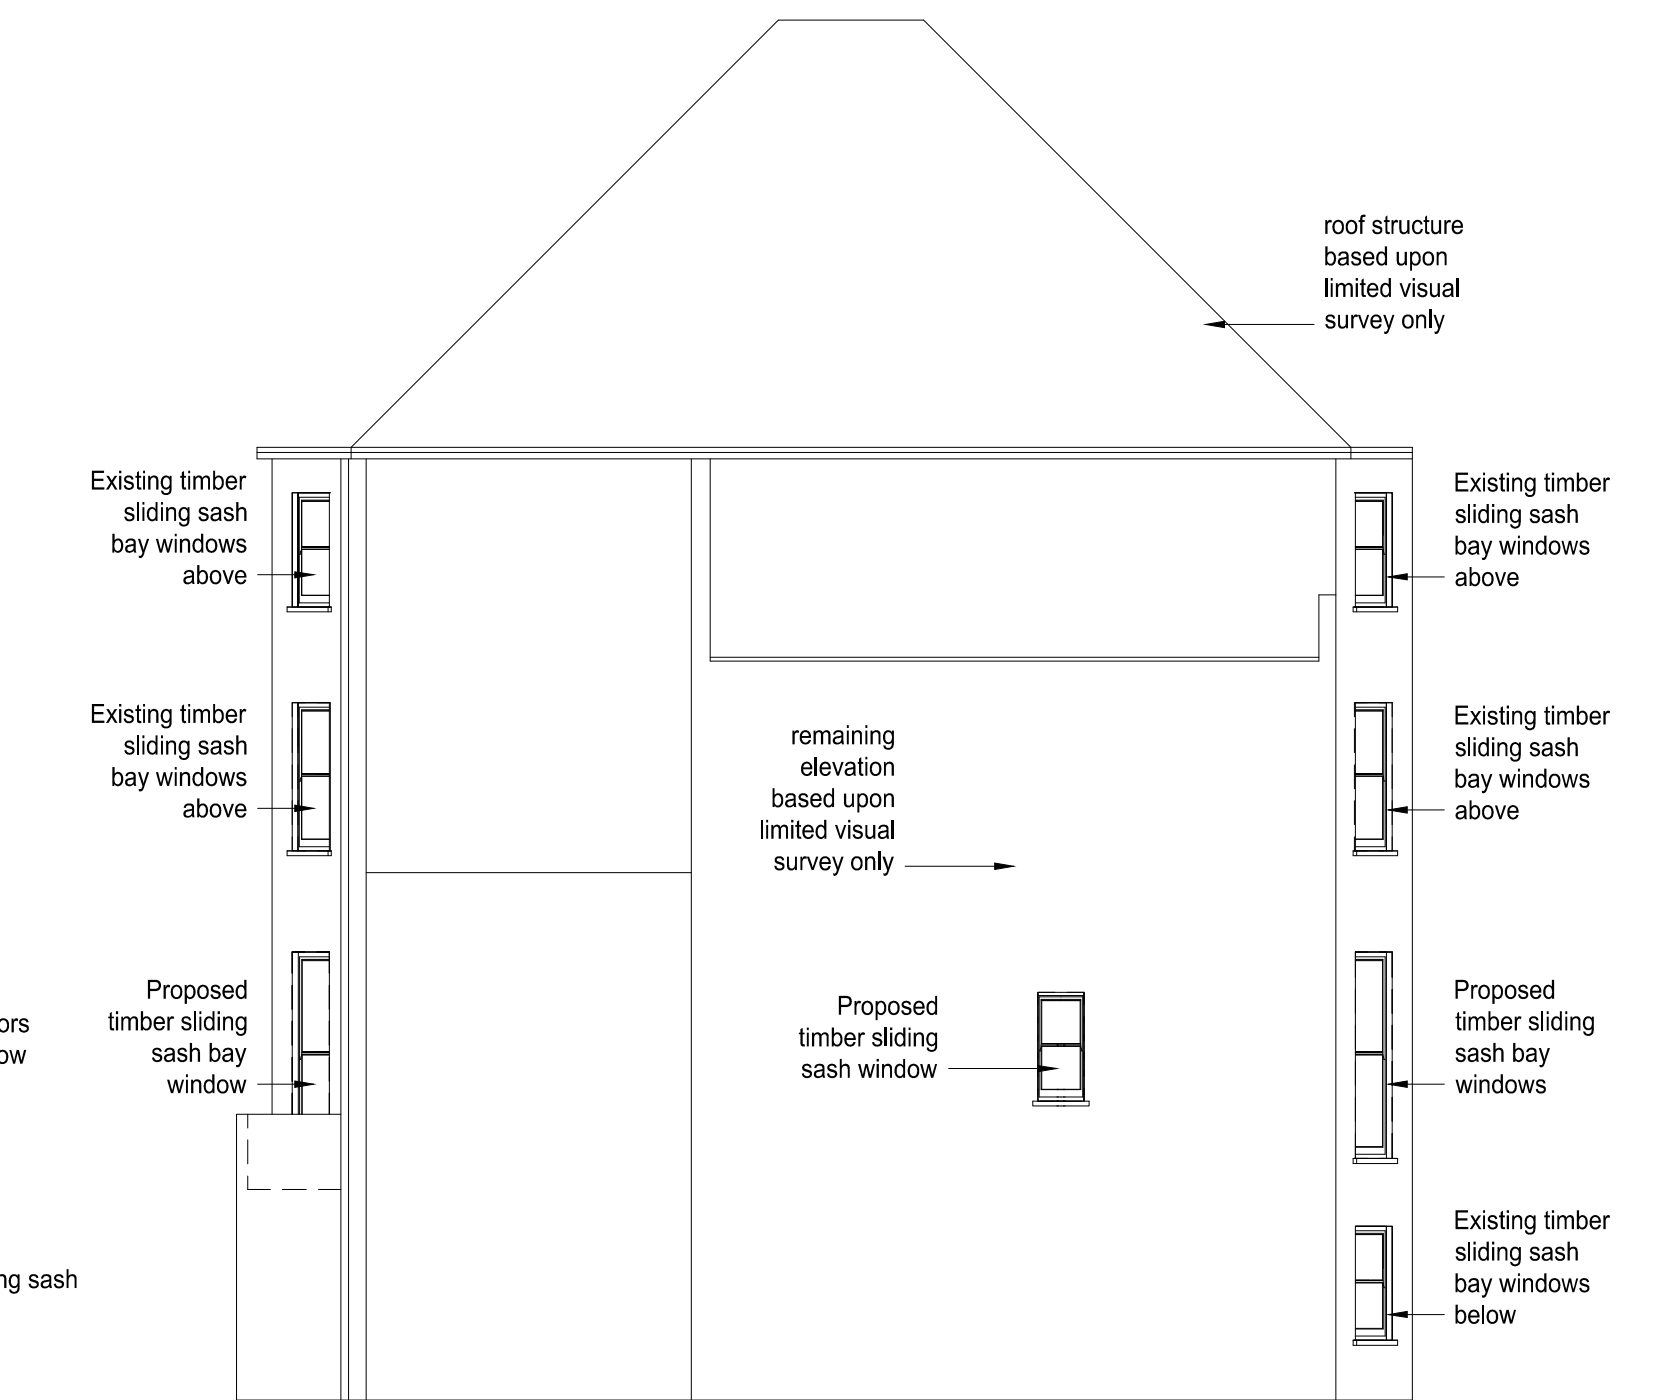 roof structure
based upon
limited visual
survey only
Existing timber
sliding sash
bay windows
above
Existing timber
sliding sash
bay windows
above
Existing timber
sliding sash
bay windows
above
remaining
elevation
based upon
limited visual
survey only
Existing timber
sliding sash
bay windows
above
Proposed
timber sliding
sash bay
window
Proposed
timber sliding
sash window
Proposed
timber sliding
sash bay
windows
Existing timber
sliding sash
bay windows
below
sash